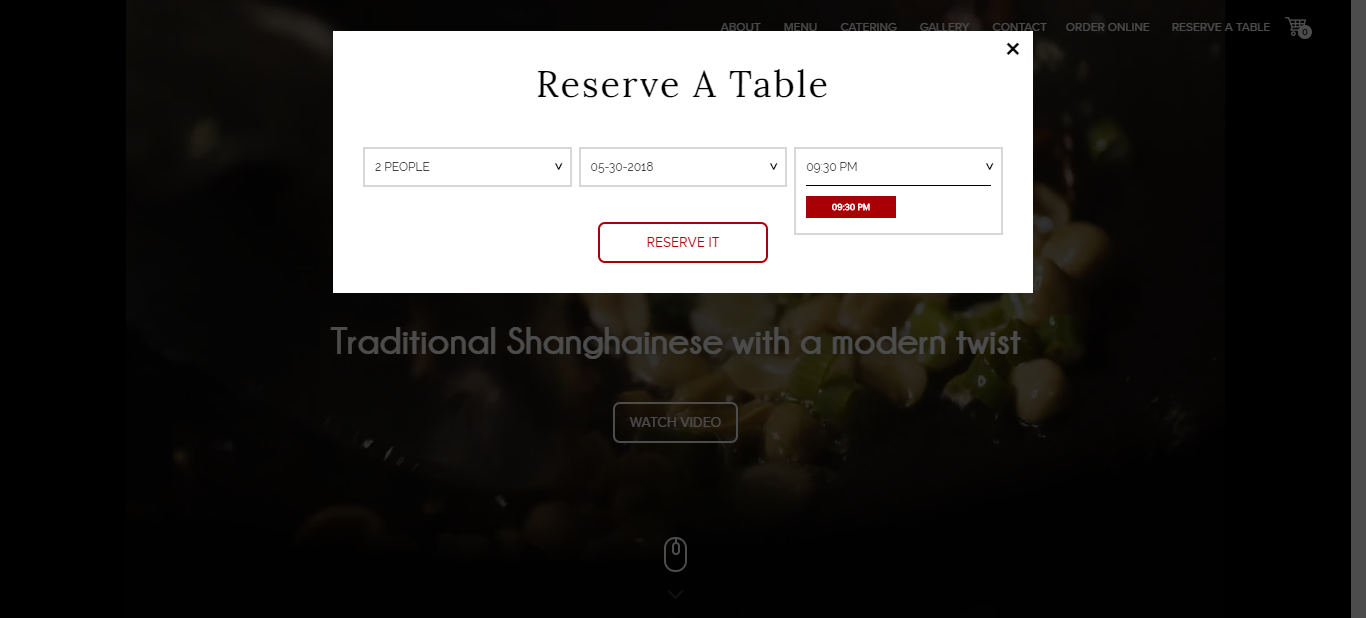 ABOUT MENU CATERING GALLERY CONTACT ORDER ONLINE RESERVE A TABLE 0
Reserve A Table
2 PEOPLE 05-30-2018 09:30 PM
09:30 PM
RESERVE IT
Traditional Shanghainese with a modern twist
WATCH VIDEO